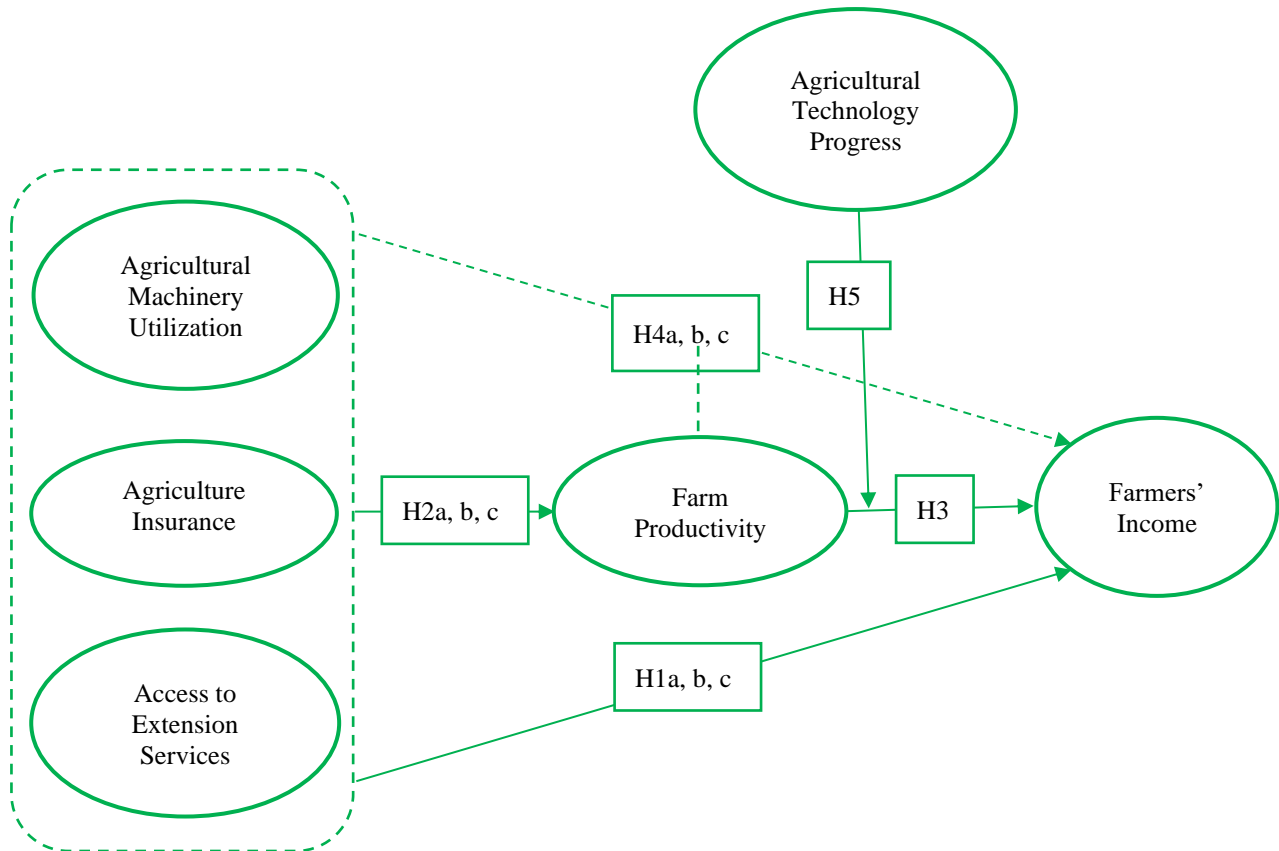 Agricultural
Technology
Progress
Agricultural
Machinery
Utilization
H5
H4a, b, c
Agriculture
Insurance
H2a, b, c
Farm
Productivity
H3
Farmers’
Income
H1a, b, c
Access to
Extension
Services